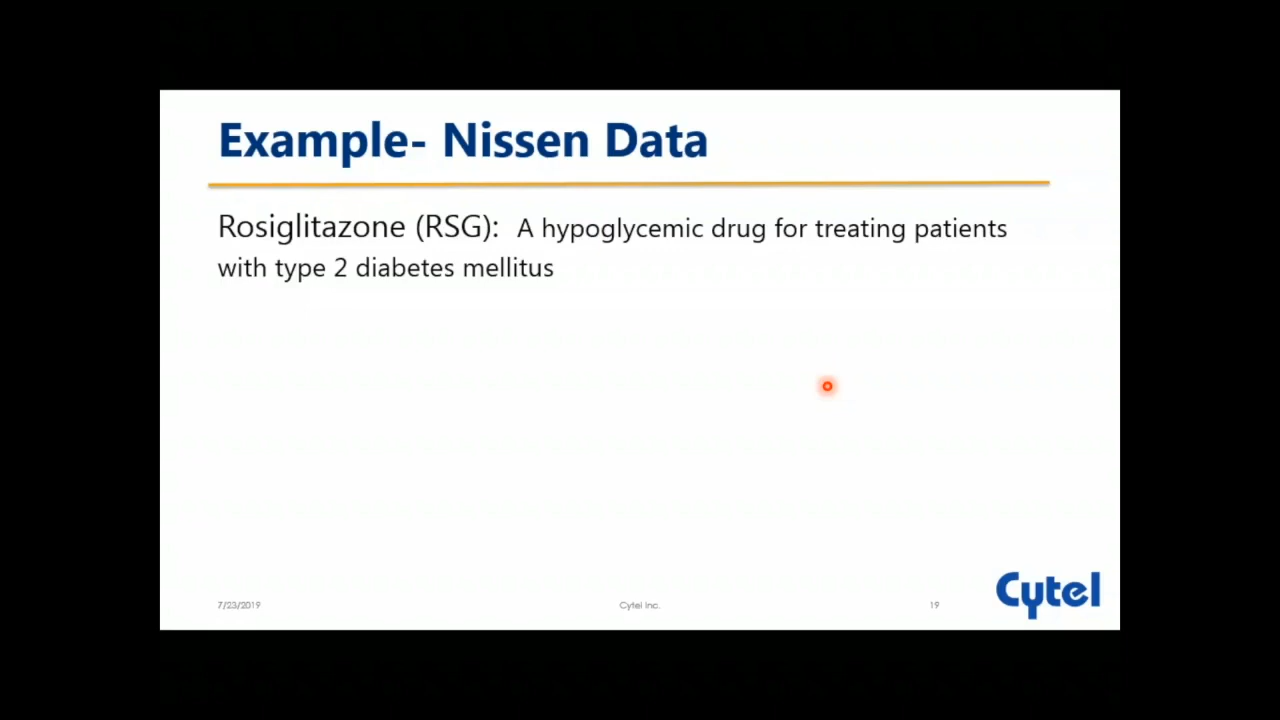 Example- Nissen Data
Rosiglitazone (RSG): A hypoglycemic drug for treating patients
with type 2 diabetes mellitus
7/23/2019
Cytel Inc.
19
Cytel